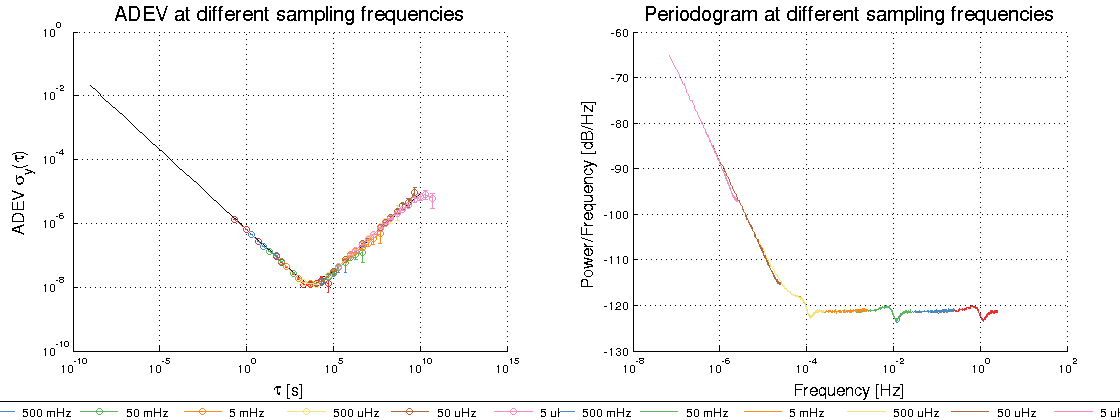 ADEV at different sampling frequencies
10^0
10^-2
10^-4
10^-6
10^-8
10^-10
ADEV σ_y(τ)
10^-10 10^-5 10^0 10^5 10^10 10^15
τ [s]
Periodogram at different sampling frequencies
-60
-70
-80
-90
-100
-110
-120
-130
Power/Frequency [dB/Hz]
10^-8 10^-6 10^-4 10^-2 10^0 10^2
Frequency [Hz]
500 mHz 50 mHz 5 mHz 500 uHz 50 uHz 5 uH 500 mHz 50 mHz 5 mHz 500 uHz 50 uHz 5 uH